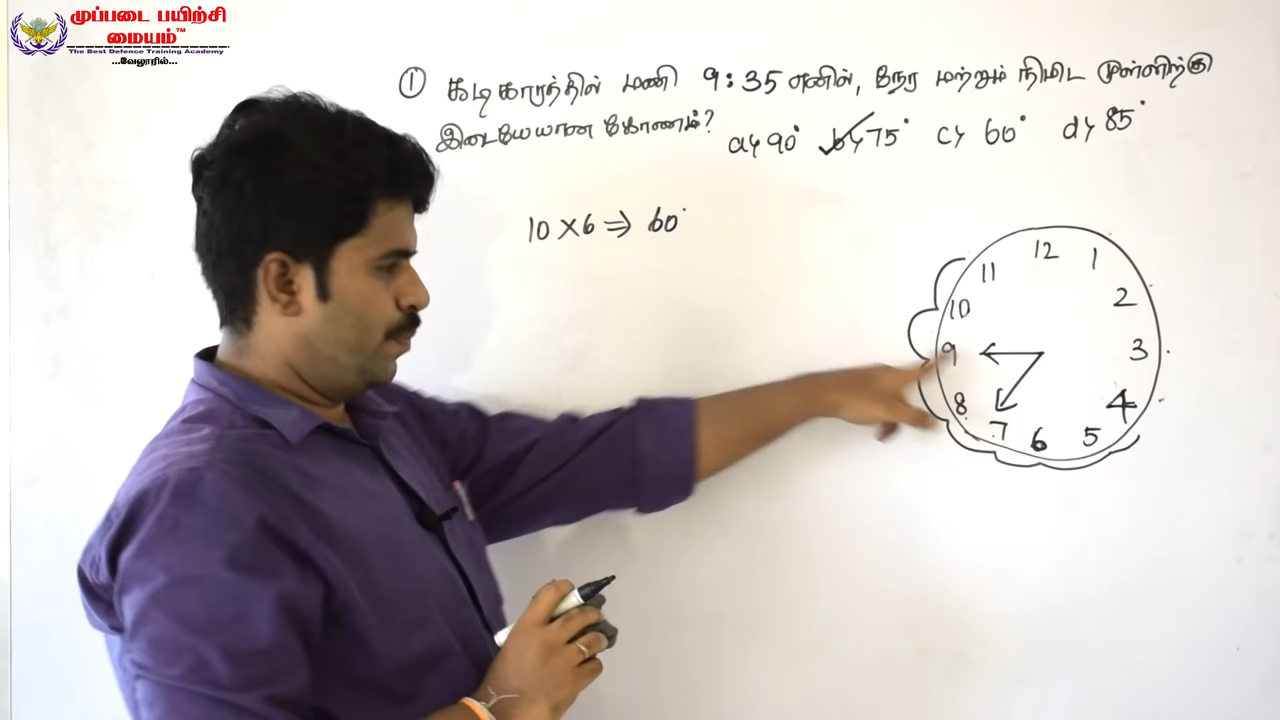 முப்படை பயிற்சி
மையம்™
The Best Defence Training Academy
...வேலூரில்...
① கடிகாரத்தில் மணி 9:35 எனில், நேர மற்றும் நிமிட முள்ளிற்கு
இடையேயான கோணம்?
a) 90° b) 75° c) 60° d) 85°
10 × 6 ⇒ 60°
12
11 1
10 2
9 3
8 4
7 6 5